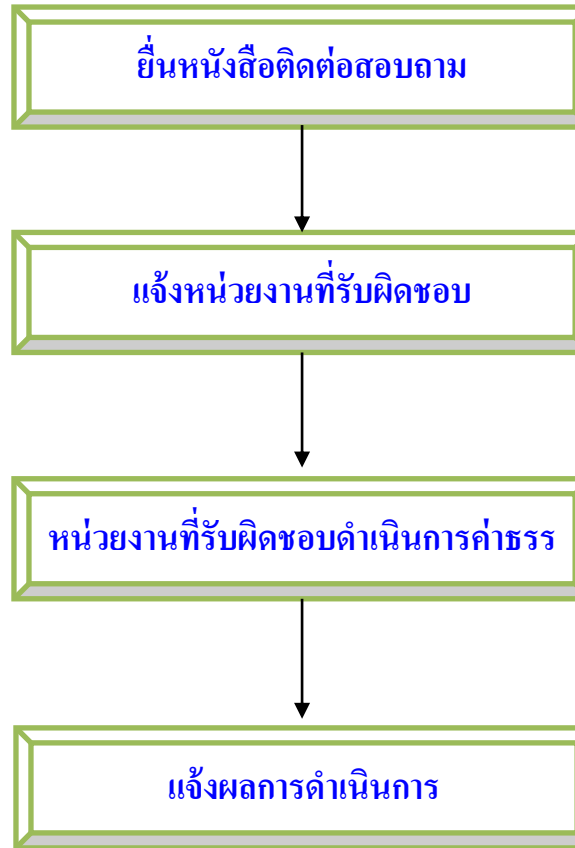 ยื่นหนังสือติดต่อสอบถาม
แจ้งหน่วยงานที่รับผิดชอบ
หน่วยงานที่รับผิดชอบดำเนินการค่าธรร
แจ้งผลการดำเนินการ